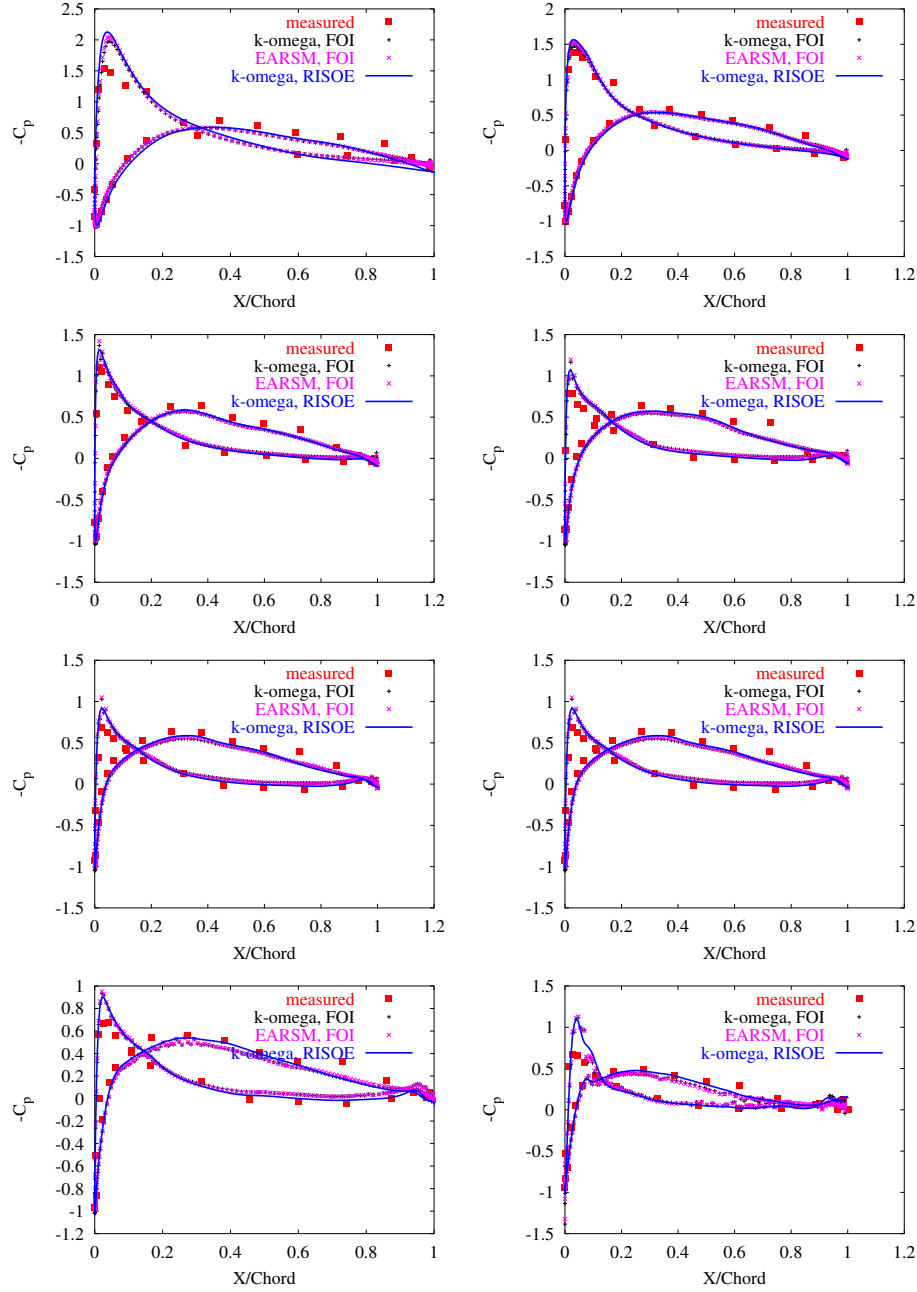 2.5
2
1.5
1
0.5
0
-0.5
-1
-1.5
-Cp
0 0.2 0.4 0.6 0.8 1
X/Chord
measured
k-omega, FOI
EARSM, FOI
k-omega, RISOE
2
1.5
1
0.5
0
-0.5
-1
-1.5
-Cp
0 0.2 0.4 0.6 0.8 1 1.2
X/Chord
measured
k-omega, FOI
EARSM, FOI
k-omega, RISOE
1.5
1
0.5
0
-0.5
-1
-1.5
-Cp
0 0.2 0.4 0.6 0.8 1 1.2
X/Chord
measured
k-omega, FOI
EARSM, FOI
k-omega, RISOE
1.5
1
0.5
0
-0.5
-1
-1.5
-Cp
0 0.2 0.4 0.6 0.8 1 1.2
X/Chord
measured
k-omega, FOI
EARSM, FOI
k-omega, RISOE
1.5
1
0.5
0
-0.5
-1
-1.5
-Cp
0 0.2 0.4 0.6 0.8 1 1.2
X/Chord
measured
k-omega, FOI
EARSM, FOI
k-omega, RISOE
1.5
1
0.5
0
-0.5
-1
-1.5
-Cp
0 0.2 0.4 0.6 0.8 1 1.2
X/Chord
measured
k-omega, FOI
EARSM, FOI
k-omega, RISOE
1
0.8
0.6
0.4
0.2
0
-0.2
-0.4
-0.6
-0.8
-1
-1.2
-Cp
0 0.2 0.4 0.6 0.8 1
X/Chord
measured
k-omega, FOI
EARSM, FOI
k-omega, RISOE
1.5
1
0.5
0
-0.5
-1
-1.5
-Cp
0 0.2 0.4 0.6 0.8 1 1.2
X/Chord
measured
k-omega, FOI
EARSM, FOI
k-omega, RISOE